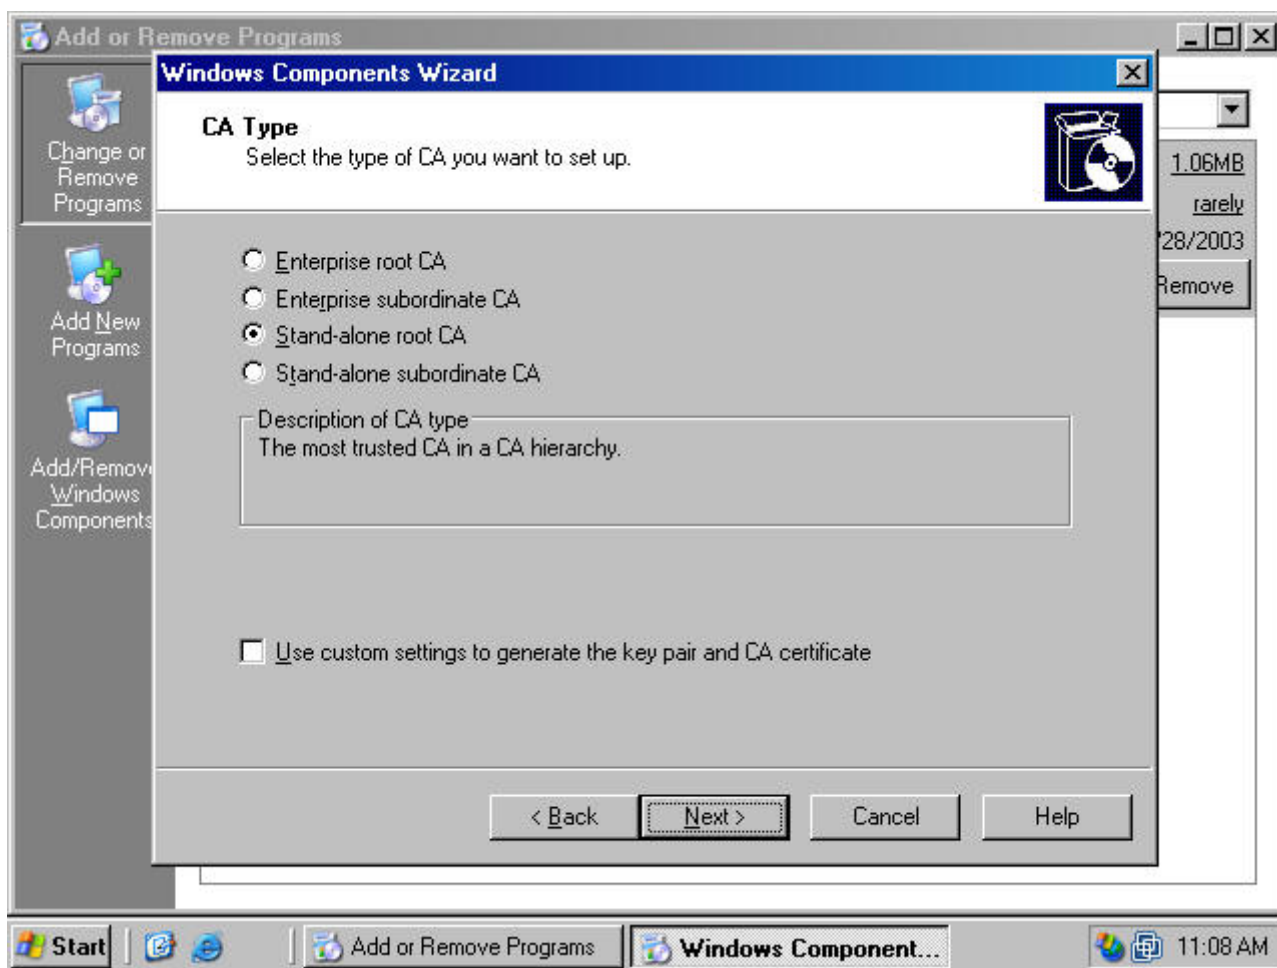 Add or Remove Programs
Windows Components Wizard
CA Type
Select the type of CA you want to set up.
Change or
Remove
Programs
Add New
Programs
Add/Remov
Windows
Components
1.06MB
rarely
28/2003
Remove
Enterprise root CA
Enterprise subordinate CA
Stand-alone root CA
Stand-alone subordinate CA
Description of CA type
The most trusted CA in a CA hierarchy.
Use custom settings to generate the key pair and CA certificate
< Back
Next >
Cancel
Help
Start
Add or Remove Programs
Windows Component...
11:08 AM